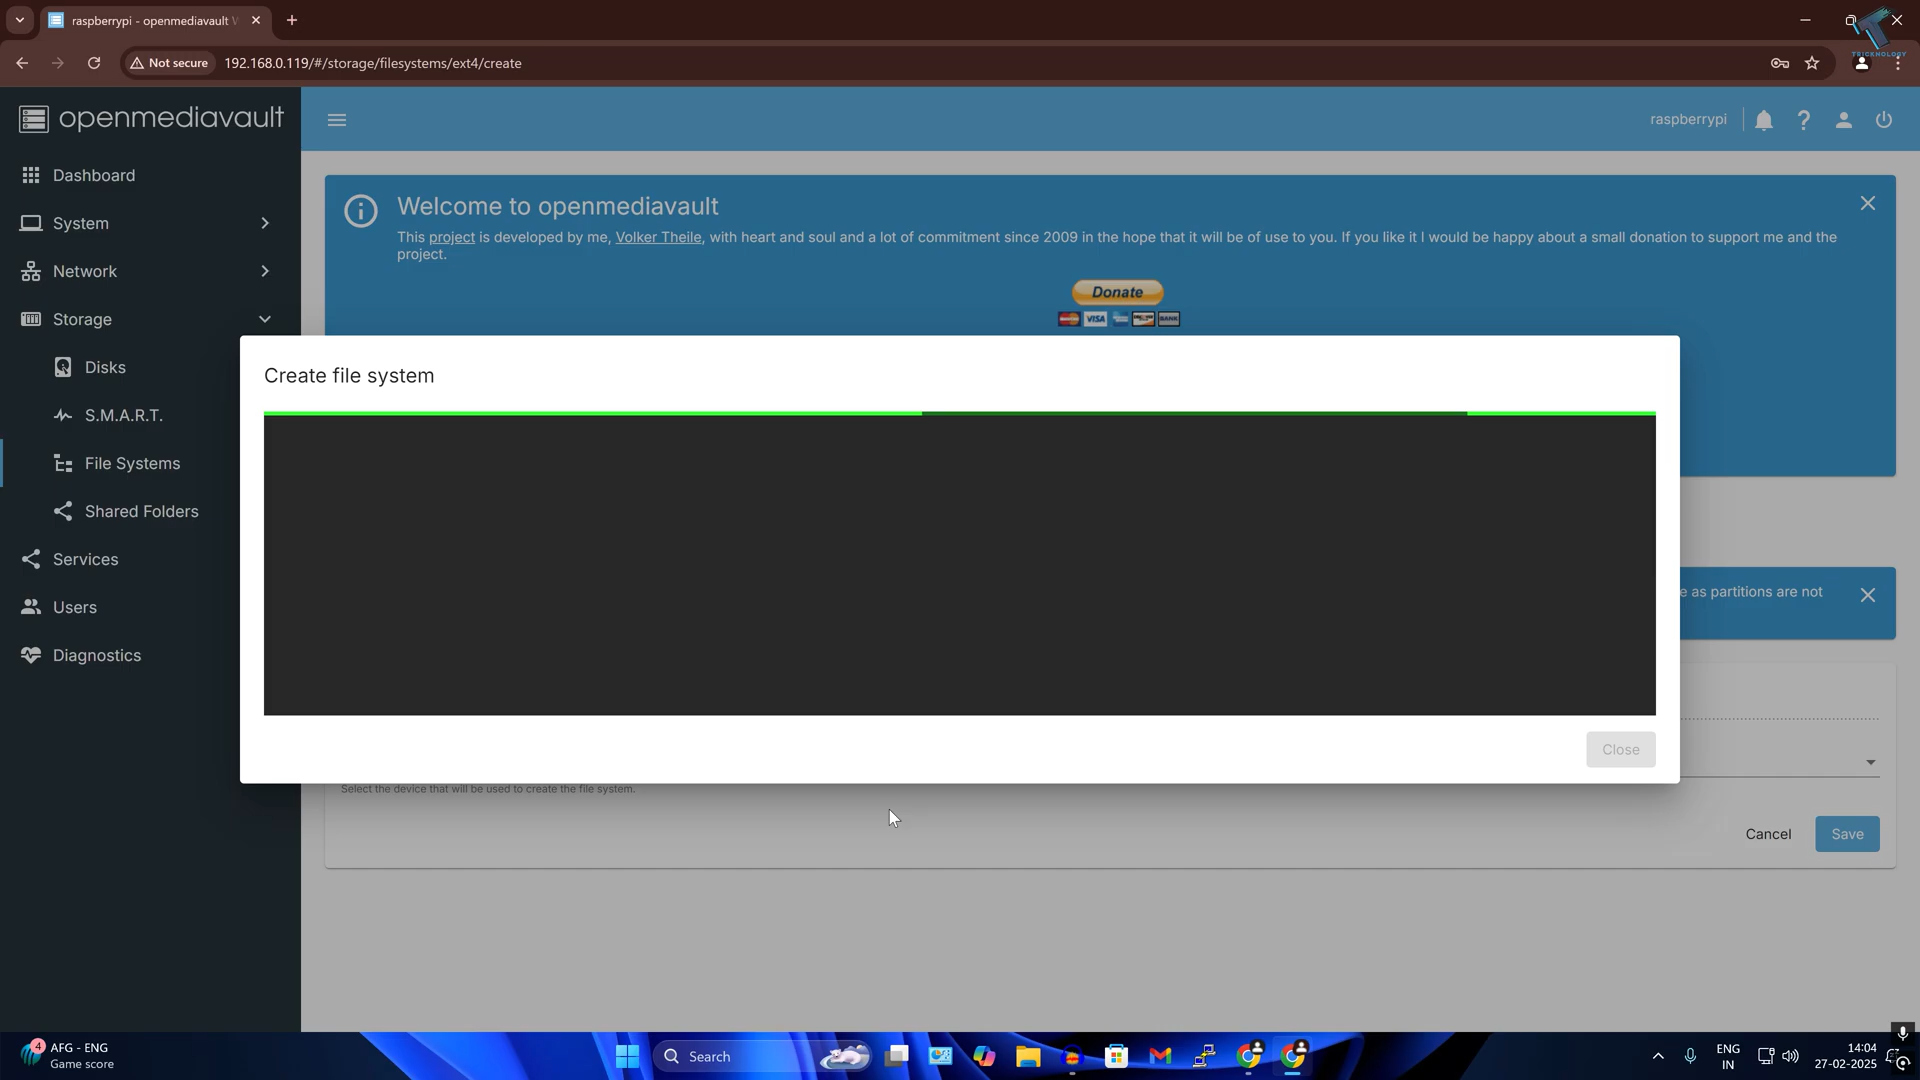 raspberrypi - openmediavault W
TRICKNOLOGY
Not secure
192.168.0.119/#/storage/filesystems/ext4/create
openmediavault
raspberrypi
Dashboard
System
Network
Storage
Disks
S.M.A.R.T.
File Systems
Shared Folders
Services
Users
Diagnostics
Welcome to openmediavault
This project is developed by me, Volker Theile, with heart and soul and a lot of commitment since 2009 in the hope that it will be of use to you. If you like it I would be happy about a small donation to support me and the
project.
Donate
VISA
BANK
Create file system
e as partitions are not
Close
Select the device that will be used to create the file system.
Cancel
Save
4
AFG - ENG
Game score
Search
ENG
IN
14:04
27-02-2025